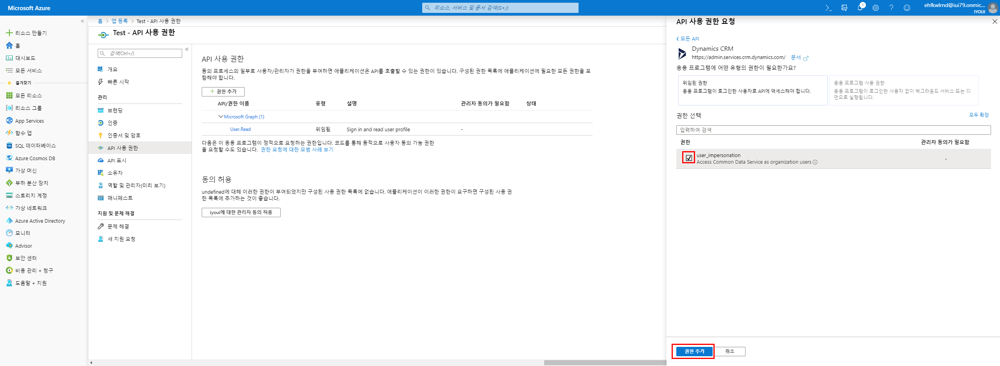 Microsoft Azure
리소스, 서비스 및 문서 검색(G+/)
1
ehfkwlrnd@iui79.onmic...
IYOUI
«
리소스 만들기
홈
대시보드
모든 서비스
즐겨찾기
모든 리소스
리소스 그룹
App Services
함수 앱
SQL 데이터베이스
Azure Cosmos DB
가상 머신
부하 분산 장치
스토리지 계정
가상 네트워크
Azure Active Directory
모니터
Advisor
보안 센터
비용 관리 + 청구
도움말 + 지원
홈 > 앱 등록 > Test - API 사용 권한
Test - API 사용 권한
검색(Ctrl+/)
«
개요
빠른 시작
관리
브랜딩
인증
인증서 및 암호
API 사용 권한
API 표시
소유자
역할 및 관리자(미리 보기)
매니페스트
지원 및 문제 해결
문제 해결
새 지원 요청
API 사용 권한
동의 프로세스의 일부로 사용자/관리자가 권한을 부여하면 애플리케이션은 API를 호출할 수 있는 권한이 있습니다. 구성된 권한 목록에 애플리케이션에 필요한 모든 권한을 포
함해야 합니다.
+ 권한 추가
API/권한 이름 유형 설명 관리자 동의가 필요함 상태
Microsoft Graph (1)
User.Read 위임됨 Sign in and read user profile -
다음은 이 응용 프로그램이 정적으로 요청하는 권한입니다. 코드를 통해 동적으로 사용자 동의 가능 권한
을 요청할 수도 있습니다. 권한 요청에 대한 모범 사례 보기
동의 허용
undefined에 대해 이러한 권한이 부여되었지만 구성된 사용 권한 목록에 없습니다. 애플리케이션이 이러한 권한이 요구하면 구성된 사용 권
한 목록에 추가하는 것이 좋습니다.
iyoui에 대한 관리자 동의 허용
API 사용 권한 요청
모든 API
Dynamics CRM
https://admin.services.crm.dynamics.com/ 문서
응용 프로그램에 어떤 유형의 권한이 필요한가요?
위임된 권한
응용 프로그램이 로그인한 사용자로 API에 액세스해야 합니다.
응용 프로그램 사용 권한
응용 프로그램이 로그인한 사용자 없이 백그라운드 서비스 또는 디
먼으로 실행됩니다.
권한 선택 모두 확장
입력하여 검색
권한 관리자 동의가 필요함
user_impersonation
Access Common Data Service as organization users -
권한 추가 취소